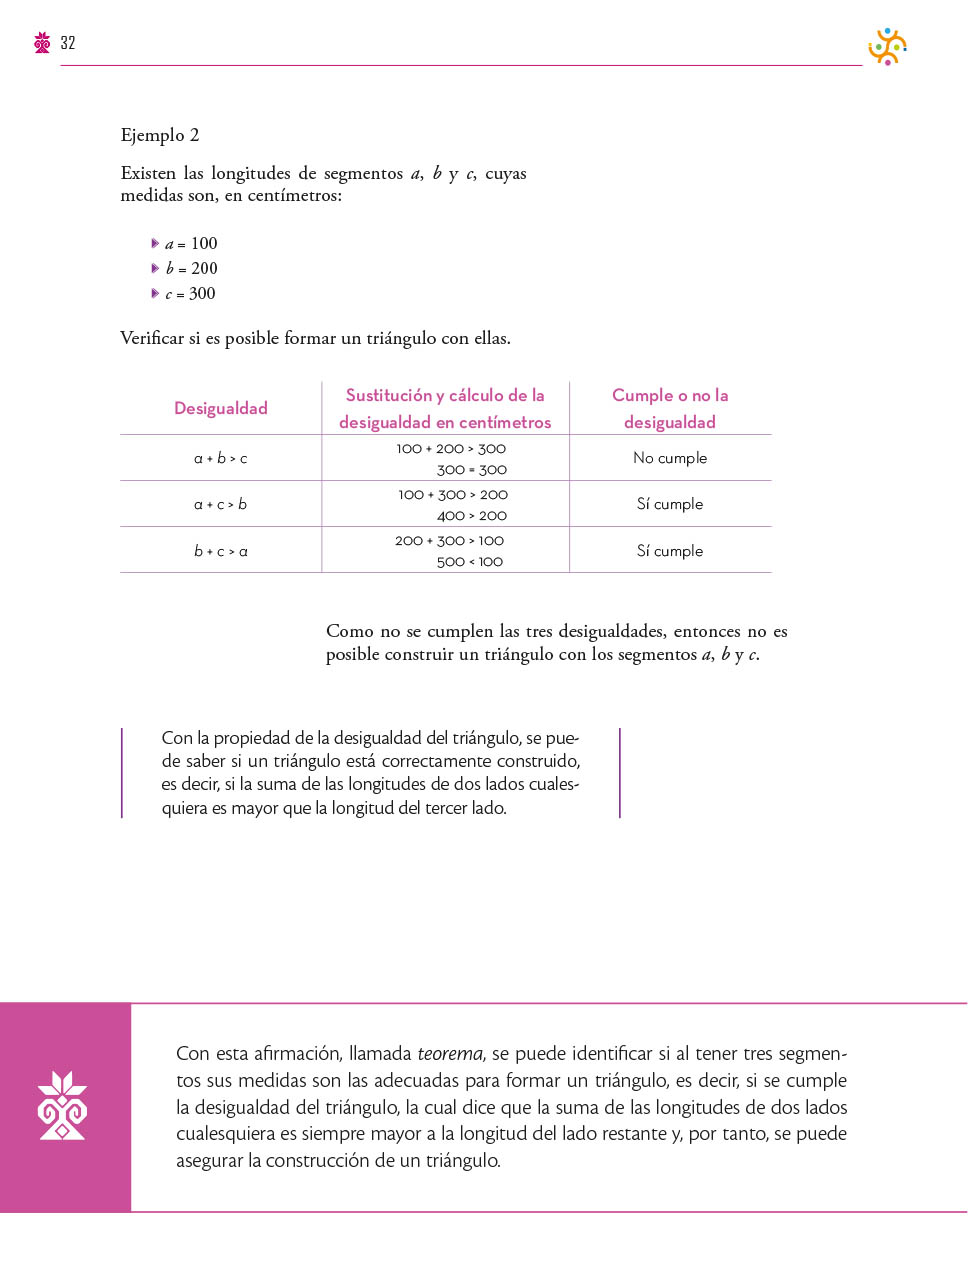 32
Ejemplo 2
Existen las longitudes de segmentos a, b y c, cuyas
medidas son, en centímetros:
a = 100
b = 200
c = 300
Verificar si es posible formar un triángulo con ellas.
Desigualdad
Sustitución y cálculo de la
desigualdad en centímetros
Cumple o no la
desigualdad
a + b > c
100 + 200 > 300
300 = 300
No cumple
a + c > b
100 + 300 > 200
400 > 200
Sí cumple
b + c > a
200 + 300 > 100
500 < 100
Sí cumple
Como no se cumplen las tres desigualdades, entonces no es
posible construir un triángulo con los segmentos a, b y c.
Con la propiedad de la desigualdad del triángulo, se pue-
de saber si un triángulo está correctamente construido,
es decir, si la suma de las longitudes de dos lados cuales-
quiera es mayor que la longitud del tercer lado.
Con esta afirmación, llamada teorema, se puede identificar si al tener tres segmen-
tos sus medidas son las adecuadas para formar un triángulo, es decir, si se cumple
la desigualdad del triángulo, la cual dice que la suma de las longitudes de dos lados
cualesquiera es siempre mayor a la longitud del lado restante y, por tanto, se puede
asegurar la construcción de un triángulo.